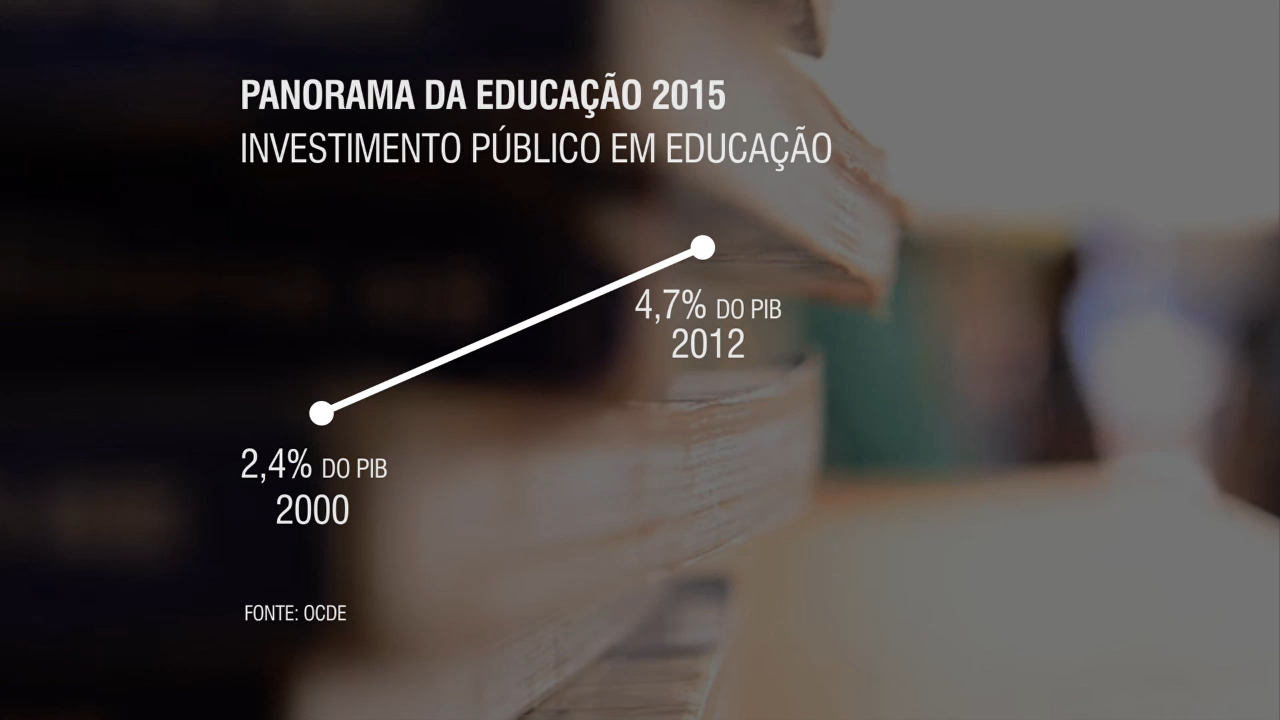 PANORAMA DA EDUCAÇÃO 2015
INVESTIMENTO PÚBLICO EM EDUCAÇÃO
4,7% DO PIB
2012
2,4% DO PIB
2000
FONTE: OCDE